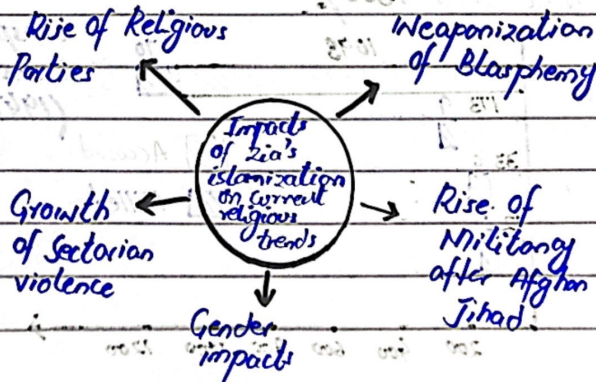 Rise of Religious
Parties
Weaponization
of Blasphemy
Impacts
of Zia's
islamization
on current
religious
trends
Growth
of Sectarian
violence
Rise of
Militancy
after Afghan
Jihad
Gender
impacts